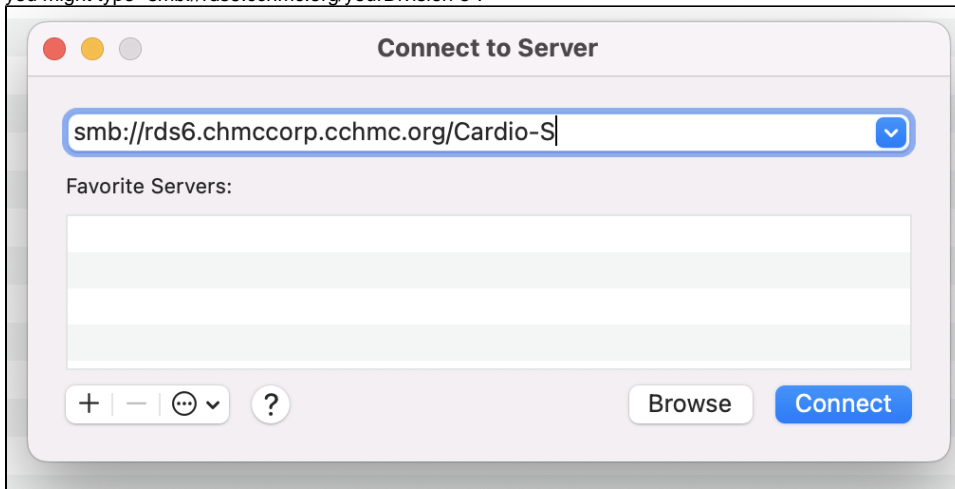 Connect to Server
smb://rds6.chmccorp.cchmc.org/Cardio-S
Favorite Servers:
Browse
Connect